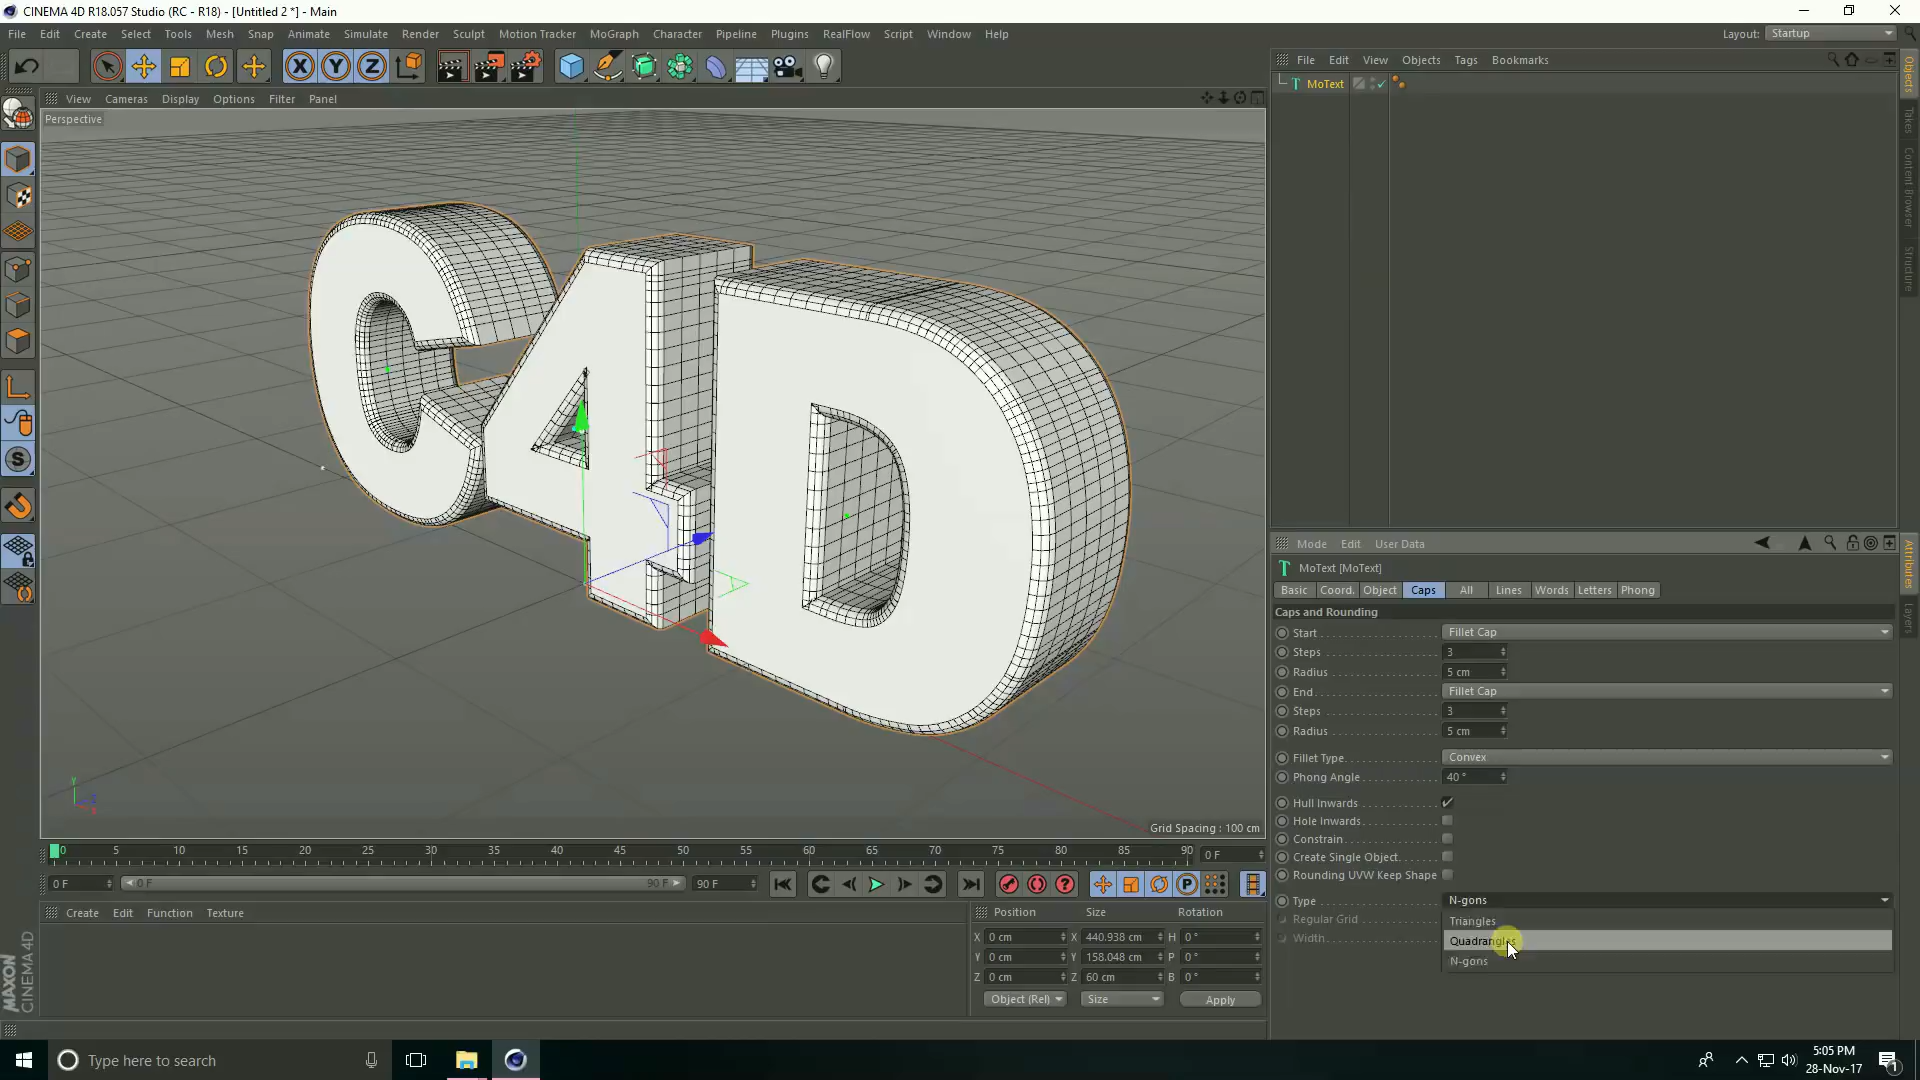 CINEMA 4D R18.057 Studio (RC - R18) - [Untitled 2 *] - Main
File Edit Create Select Tools Mesh Snap Animate Simulate Render Sculpt Motion Tracker MoGraph Character Pipeline Plugins RealFlow Script Window Help
Layout: Startup
X Y Z
File Edit View Objects Tags Bookmarks
MoText
Objects
Takes
Content Browser
Structure
View Cameras Display Options Filter Panel
Perspective
Grid Spacing : 100 cm
Mode Edit User Data
Attributes
Layers
MoText [MoText]
Basic Coord. Object Caps All Lines Words Letters Phong
Caps and Rounding
Start Fillet Cap
Steps 3
Radius 5 cm
End Fillet Cap
Steps 3
Radius 5 cm
Fillet Type Convex
Phong Angle 40 °
Hull Inwards
Hole Inwards
Constrain
Create Single Object
Rounding UVW Keep Shape
Type N-gons
Regular Grid
Width
Triangles
Quadrangles
N-gons
0 5 10 15 20 25 30 35 40 45 50 55 60 65 70 75 80 85 90 0 F
0 F 0 F 90 F 90 F
Create Edit Function Texture
Position Size Rotation
X 0 cm X 440.938 cm H 0 °
Y 0 cm Y 158.048 cm P 0 °
Z 0 cm Z 60 cm B 0 °
Object (Rel) Size Apply
MAXON
CINEMA 4D
Type here to search
5:05 PM
28-Nov-17